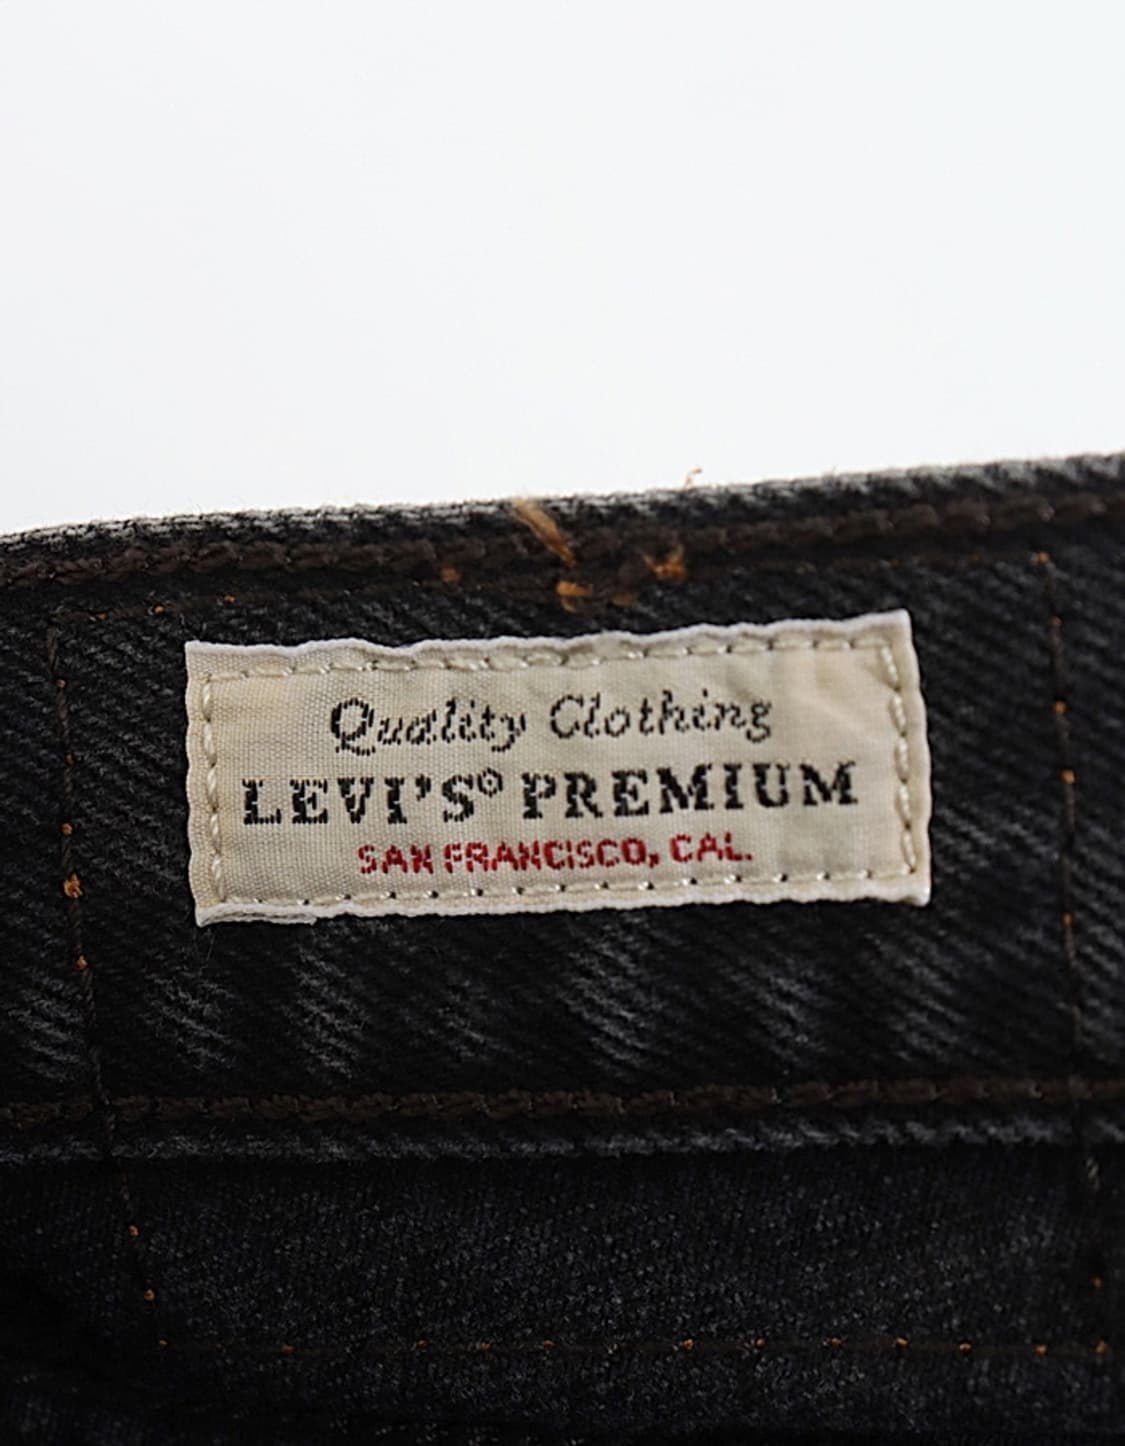 Quality Clothing
LEVI'S® PREMIUM
SAN FRANCISCO, CAL.